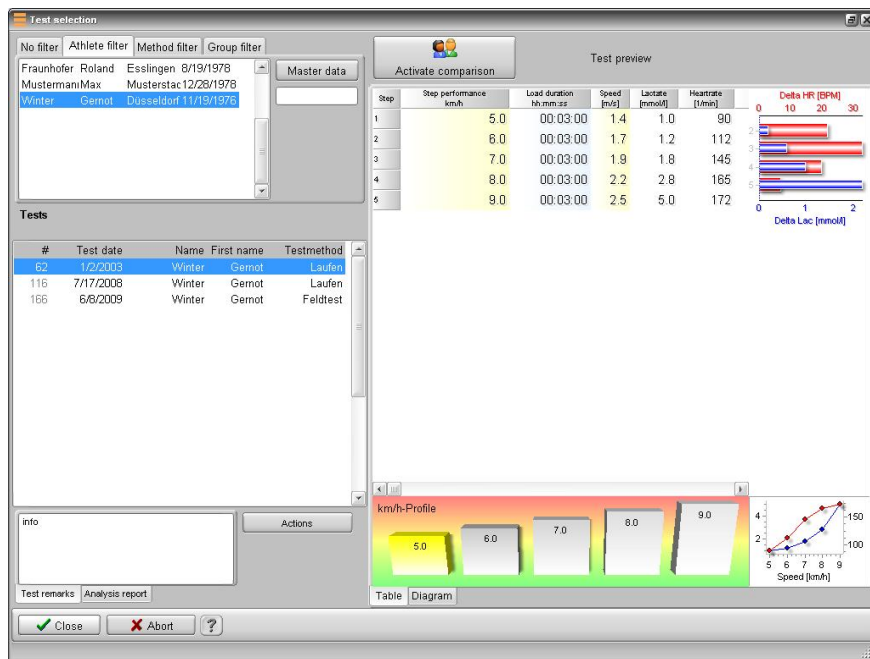 Test selection
No filter Athlete filter Method filter Group filter
Fraunhofer Roland Esslingen 8/19/1978
MustermaniMax Musterstac 12/28/1978
Winter Gernot Düsseldorf 11/19/1976
Master data
Tests
# Test date Name First name Testmethod
62 1/2/2003 Winter Gernot Laufen
116 7/17/2008 Winter Gernot Laufen
166 6/8/2009 Winter Gernot Feldtest
info
Actions
Test remarks Analysis report
Close Abort ?
Activate comparison
Test preview
Step Step performance km/h Load duration hh:mm:ss Speed [m/s] Lactate [mmol/l] Heartrate [1/min]
1 5.0 00:03:00 1.4 1.0 90
2 6.0 00:03:00 1.7 1.2 112
3 7.0 00:03:00 1.9 1.8 145
4 8.0 00:03:00 2.2 2.8 165
5 9.0 00:03:00 2.5 5.0 172
Delta HR [BPM]
0 10 20 30
2
3
4
5
0 1 2
Delta Lac [mmol/l]
km/h-Profile
5.0 6.0 7.0 8.0 9.0
4 150
2 100
5 6 7 8 9
Speed [km/h]
Table Diagram